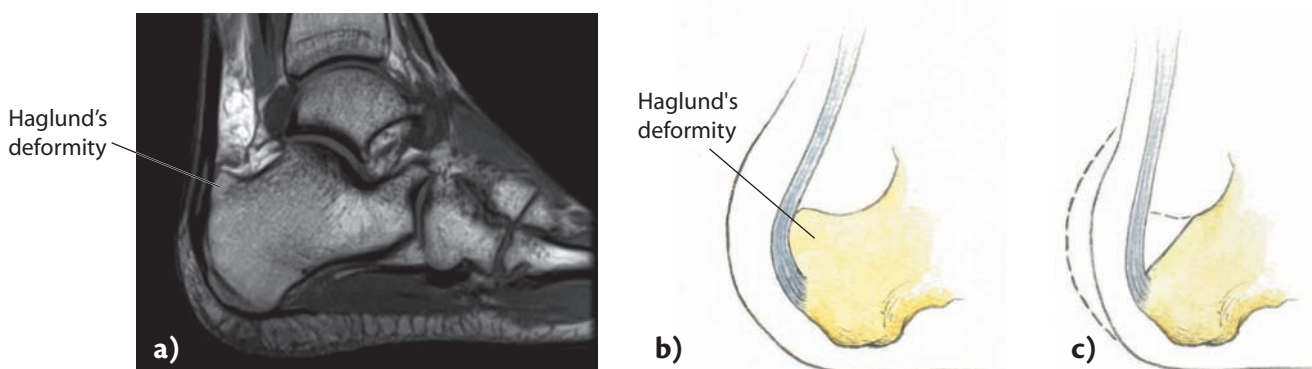 Haglund’s
deformity
a)
Haglund's
deformity
b)
c)